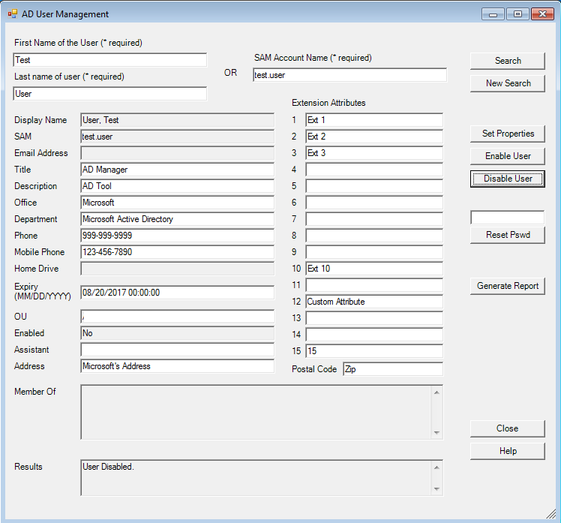 AD User Management
First Name of the User (* required)
Test
SAM Account Name (* required)
OR
test.user
Last name of user (* required)
User
Search
New Search
Extension Attributes
Display Name User, Test
SAM test.user
Email Address
Title AD Manager
Description AD Tool
Office Microsoft
Department Microsoft Active Directory
Phone 999-999-9999
Mobile Phone 123-456-7890
Home Drive
Expiry
(MM/DD/YYYY)
08/20/2017 00:00:00
OU ,
Enabled No
Assistant
Address Microsoft's Address
1 Ext 1
2 Ext 2
3 Ext 3
4
5
6
7
8
9
10 Ext 10
11
12 Custom Attribute
13
14
15 15
Postal Code Zip
Set Properties
Enable User
Disable User
Reset Pswd
Generate Report
Member Of
Close
Help
Results User Disabled.